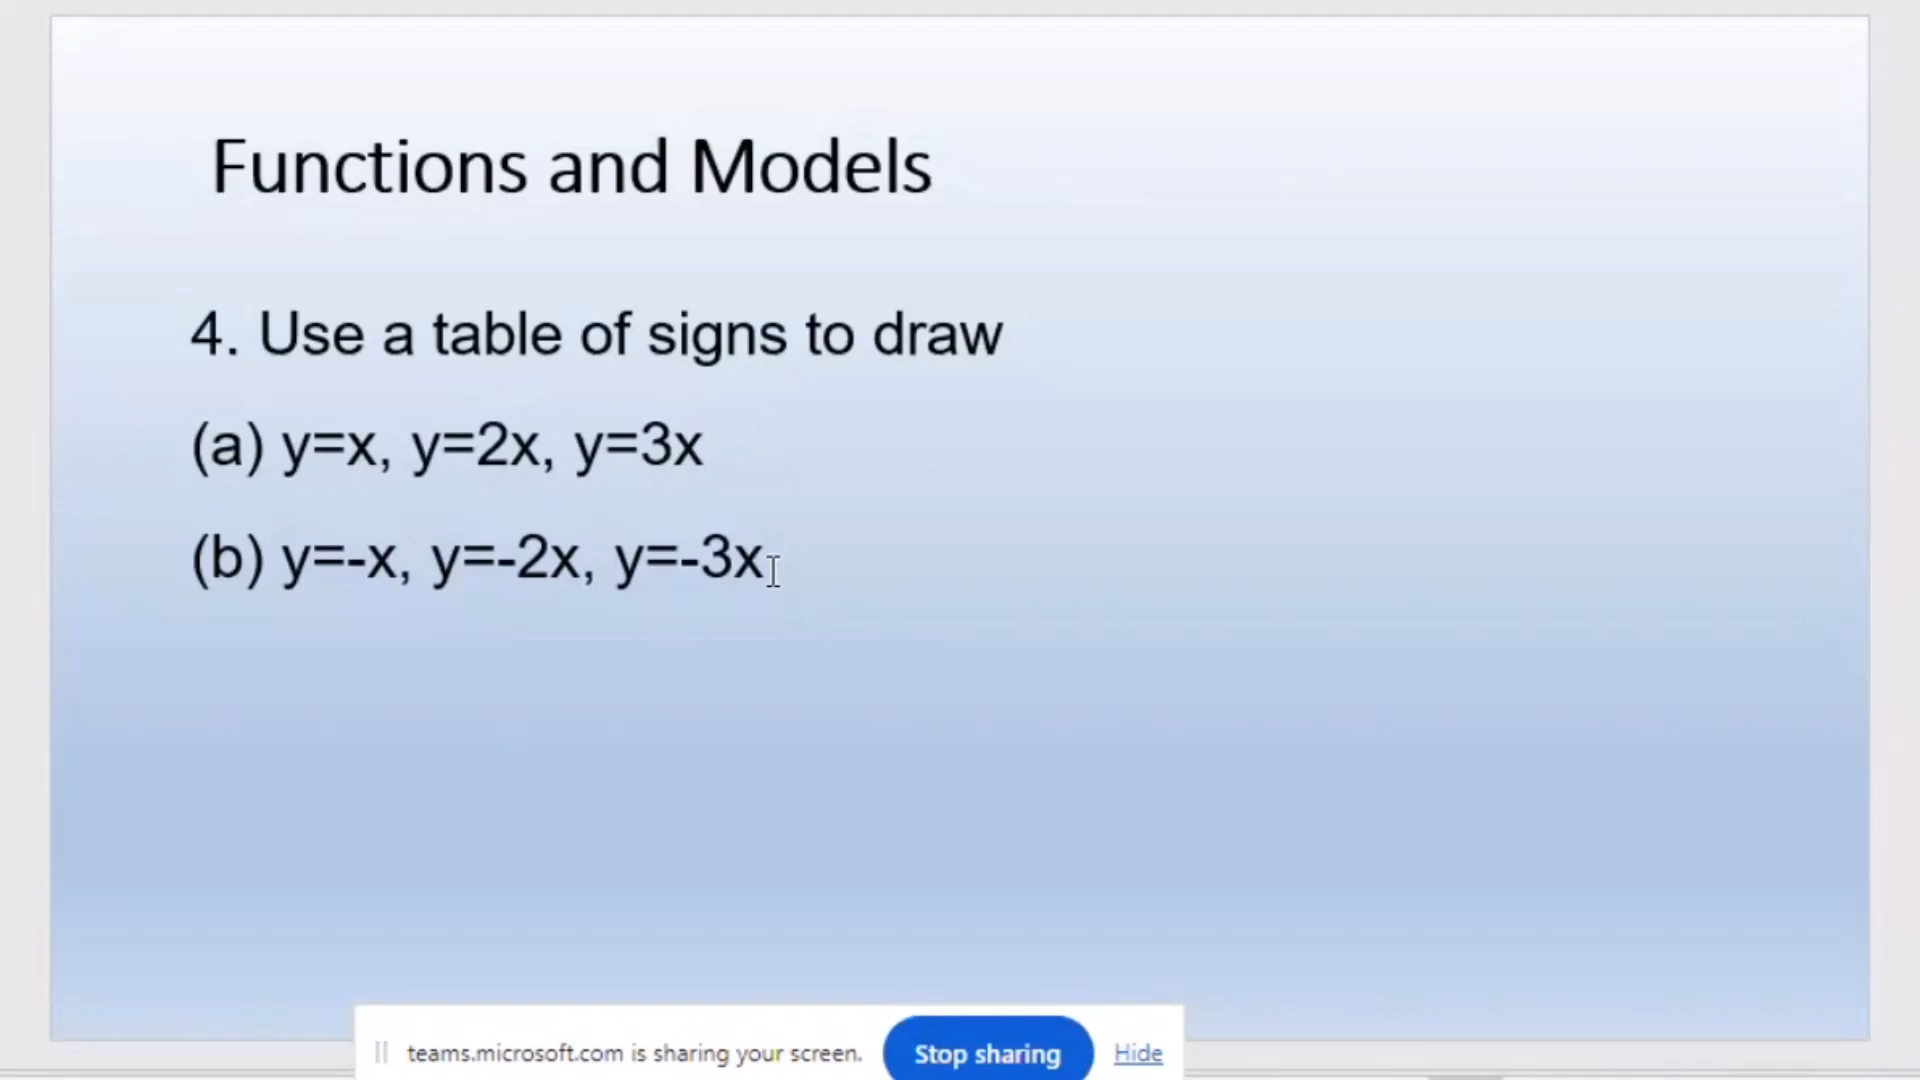 Functions and Models
4. Use a table of signs to draw
(a) y=x, y=2x, y=3x
(b) y=-x, y=-2x, y=-3x
teams.microsoft.com is sharing your screen. Stop sharing Hide